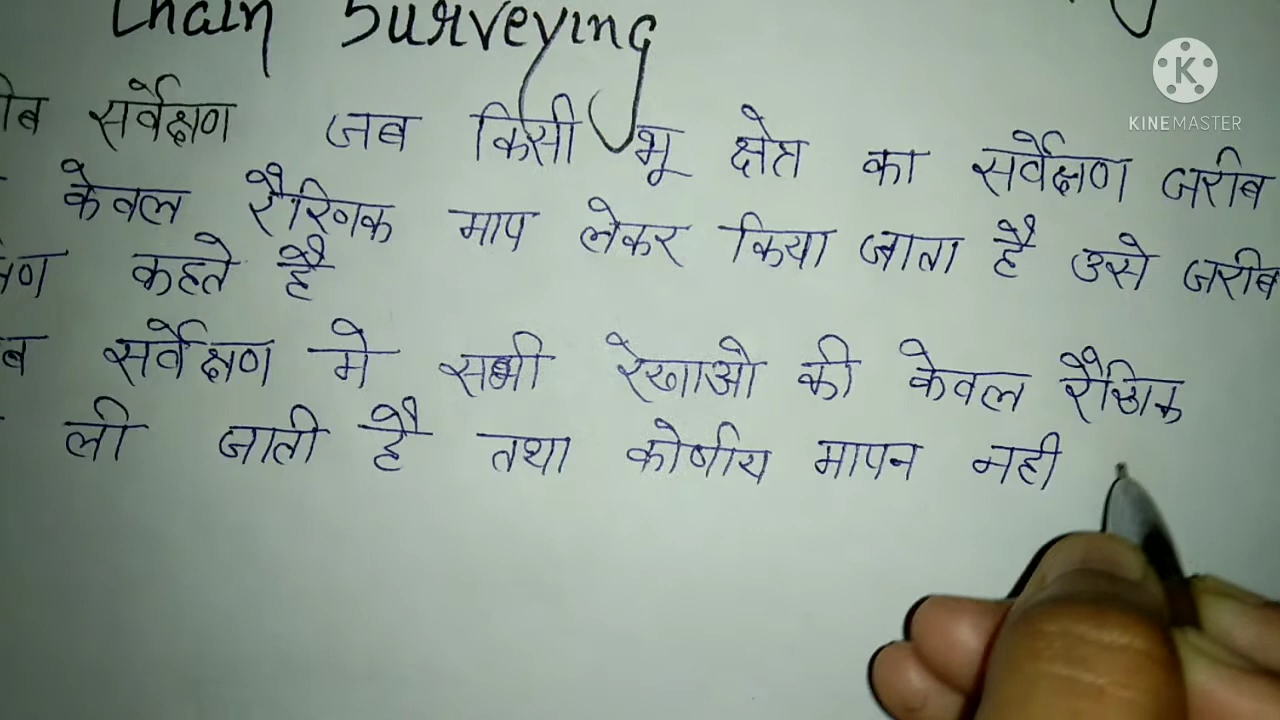 Chain Surveying
KINEMASTER
सर्वेक्षण जब किसी भू क्षेत्र का सर्वेक्षण जरीब
केवल रैखिक माप लेकर किया जाता है उसे जरीब
कहते है
सर्वेक्षण मे सभी रेखाओ की केवल रैखिक
ली जाती है तथा कोणीय मापन नही